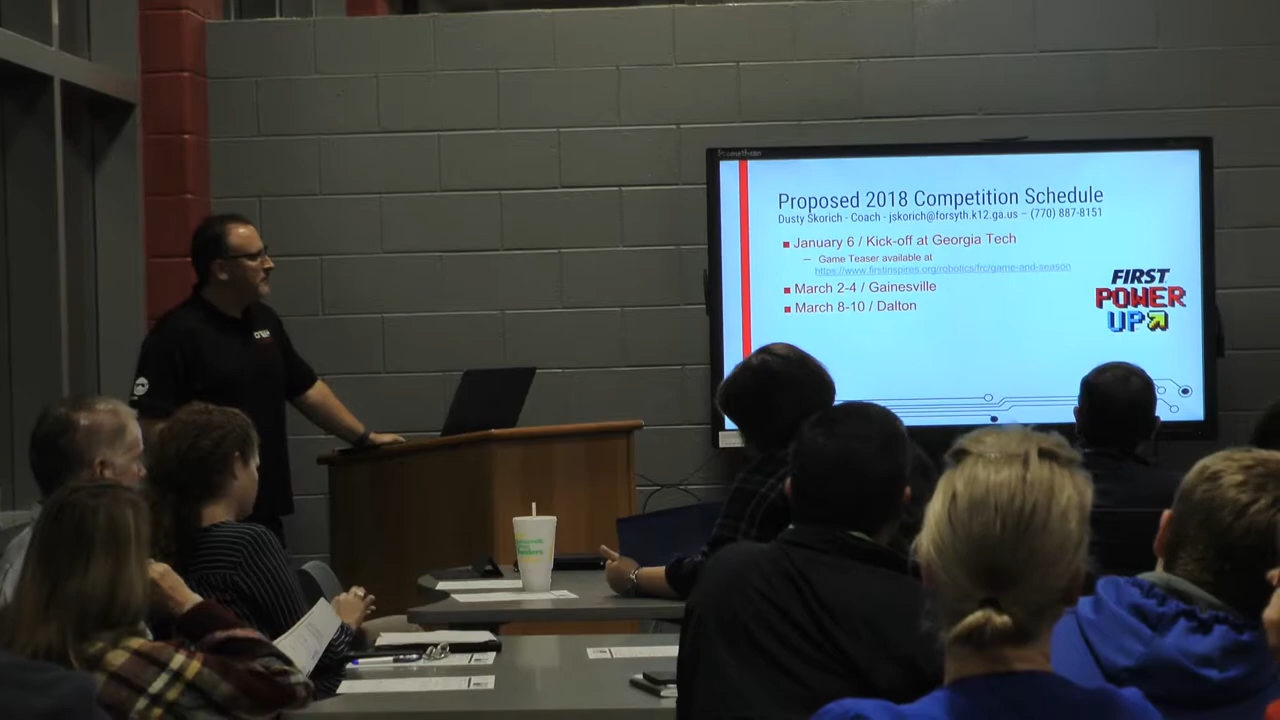 Promethean
Proposed 2018 Competition Schedule
Dusty Skorich - Coach - jskorich@forsyth.k12.ga.us – (770) 887-8151
January 6 / Kick-off at Georgia Tech
– Game Teaser available at
https://www.firstinspires.org/robotics/frc/game-and-season
March 2-4 / Gainesville
March 8-10 / Dalton
FIRST
POWER
UP